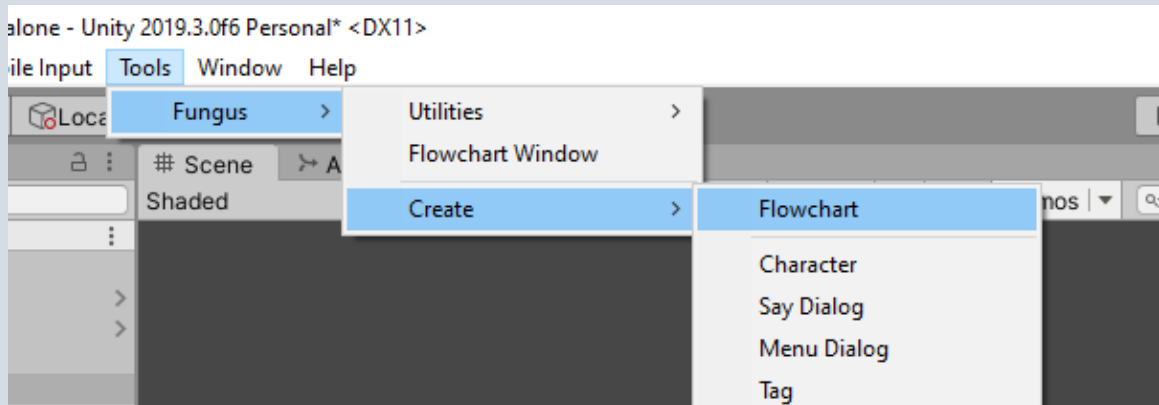 alone - Unity 2019.3.0f6 Personal* <DX11>
ile Input Tools Window Help
Loca Fungus > Utilities >
Flowchart Window
# Scene A
Shaded Create > Flowchart mos
Character
Say Dialog
Menu Dialog
Tag